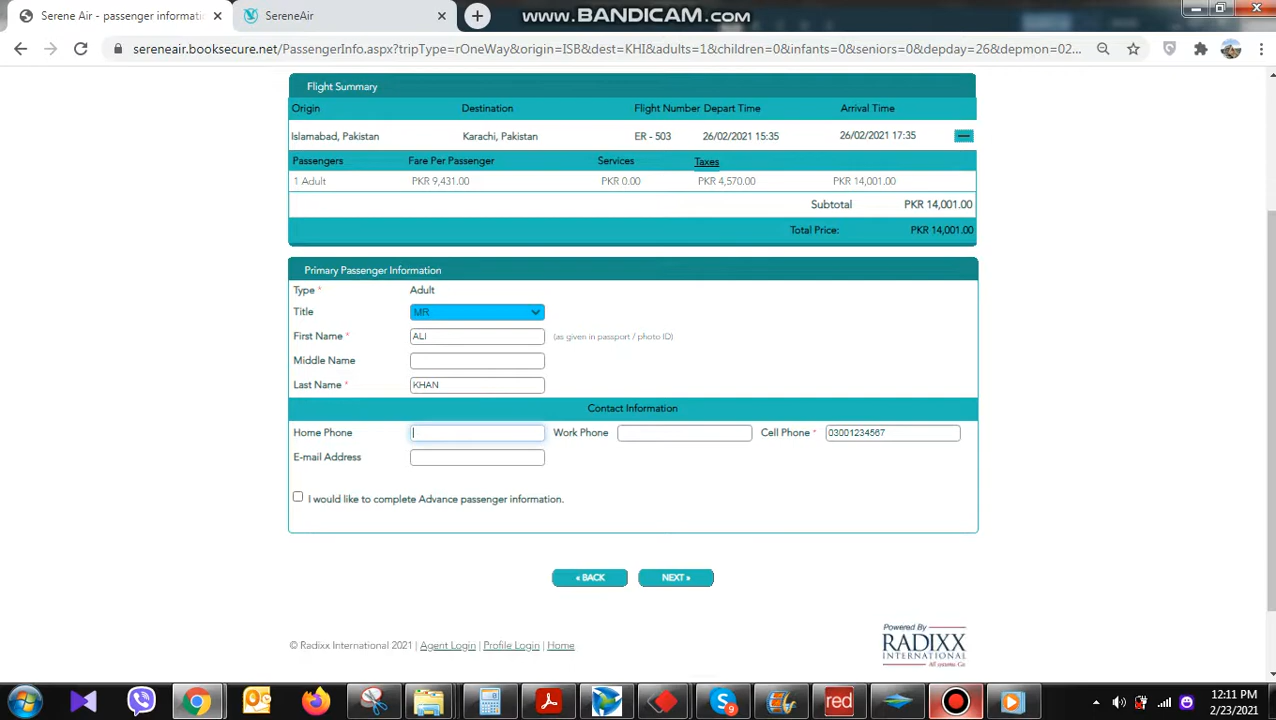 Serene Air - passenger informati
SereneAir
www.BANDICAM.com
sereneair.booksecure.net/PassengerInfo.aspx?tripType=rOneWay&origin=ISB&dest=KHI&adults=1&children=0&infants=0&seniors=0&depday=26&depmon=02...
Flight Summary
Origin Destination Flight Number Depart Time Arrival Time
Islamabad, Pakistan Karachi, Pakistan ER - 503 26/02/2021 15:35 26/02/2021 17:35
Passengers Fare Per Passenger Services Taxes
1 Adult PKR 9,431.00 PKR 0.00 PKR 4,570.00 PKR 14,001.00
Subtotal PKR 14,001.00
Total Price: PKR 14,001.00
Primary Passenger Information
Type * Adult
Title MR
First Name * ALI (as given in passport / photo ID)
Middle Name
Last Name * KHAN
Contact Information
Home Phone Work Phone Cell Phone * 03001234567
E-mail Address
I would like to complete Advance passenger information.
« BACK NEXT »
© Radixx International 2021 | Agent Login | Profile Login | Home
Powered By
RADIXX
INTERNATIONAL
All systems Go.
red
9
12:11 PM
2/23/2021